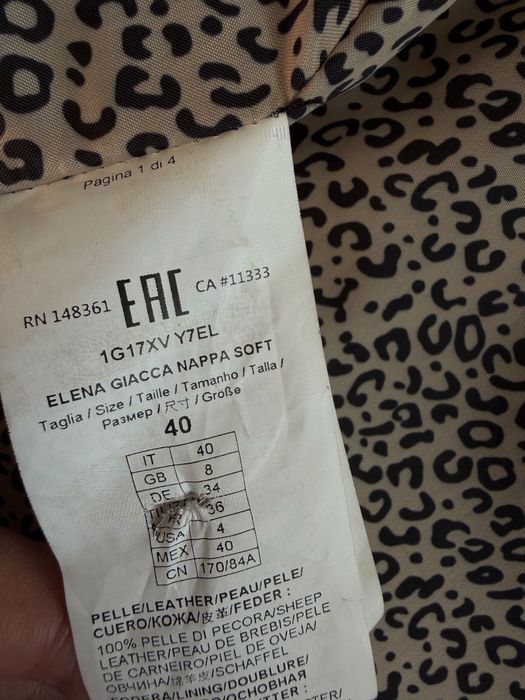 Pagina 1 di 4
RN 148361 EAC CA #11333
1G17XV Y7EL
ELENA GIACCA NAPPA SOFT
Taglia / Size / Taille / Tamanho / Talla /
Размер / 尺寸 / Größe
40
IT 40
GB 8
DE 34
FR 36
USA 4
MEX 40
CN 170/84A
PELLE/LEATHER/PEAU/PELE/
CUERO/КОЖА/皮革/FEDER :
100% PELLE DI PECORA/SHEEP
LEATHER/PEAU DE BREBIS/PELE
DE CARNEIRO/PIEL DE OVEJA/
ОВЧИНА/绵羊皮/SCHAFFEL
FODERA/LINING/DOUBLURE/